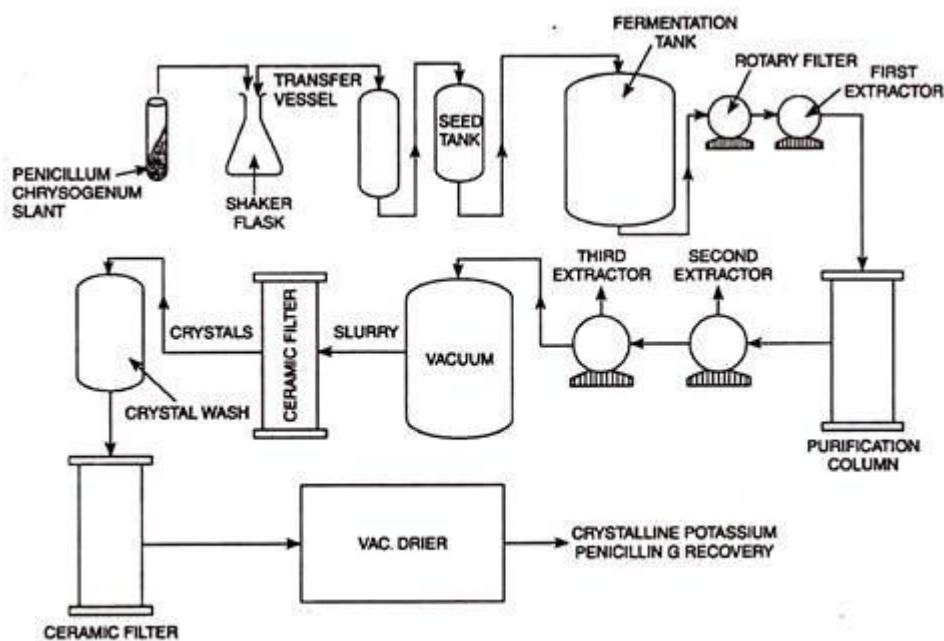 FERMENTATION
TANK
ROTARY FILTER
FIRST
EXTRACTOR
TRANSFER
VESSEL
SEED
TANK
PENICILLUM
CHRYSOGENUM
SLANT
SHAKER
FLASK
THIRD
EXTRACTOR
SECOND
EXTRACTOR
CRYSTALS
CERAMIC FILTER
SLURRY
VACUUM
CRYSTAL WASH
PURIFICATION
COLUMN
VAC. DRIER
CRYSTALLINE POTASSIUM
PENICILLIN G RECOVERY
CERAMIC FILTER